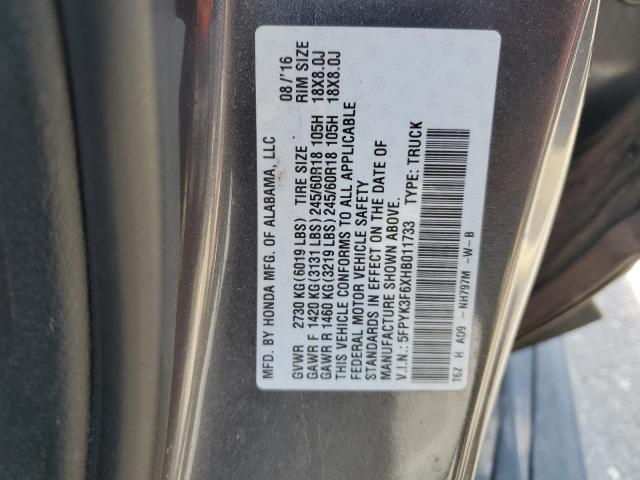 MFD. BY HONDA MFG. OF ALABAMA, LLC 08/'16
GVWR 2730 KG (6019 LBS) TIRE SIZE RIM SIZE
GAWR F 1420 KG (3131 LBS) 245/60R18 105H 18X8.0J
GAWR R 1460 KG (3219 LBS) 245/60R18 105H 18X8.0J
THIS VEHICLE CONFORMS TO ALL APPLICABLE
FEDERAL MOTOR VEHICLE SAFETY
STANDARDS IN EFFECT ON THE DATE OF
MANUFACTURE SHOWN ABOVE.
V.I.N.: 5FPYK3F6XHB011733 TYPE: TRUCK
T6Z H A09 - NH797M -W-B